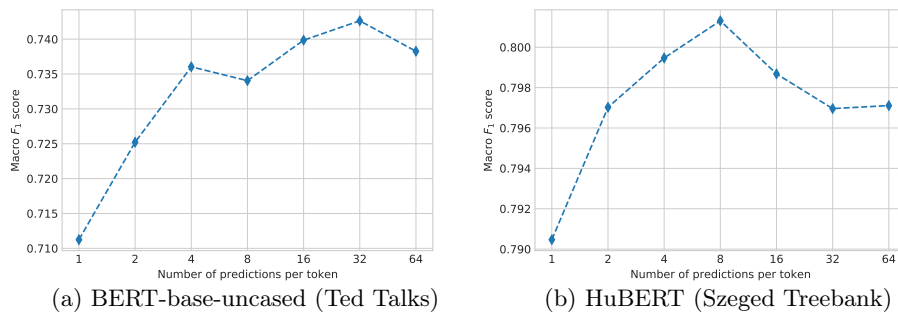 0.740
0.735
0.730
0.725
0.720
0.715
0.710
Macro F₁ score
1 2 4 8 16 32 64
Number of predictions per token
(a) BERT-base-uncased (Ted Talks)
0.800
0.798
0.796
0.794
0.792
0.790
Macro F₁ score
1 2 4 8 16 32 64
Number of predictions per token
(b) HuBERT (Szeged Treebank)